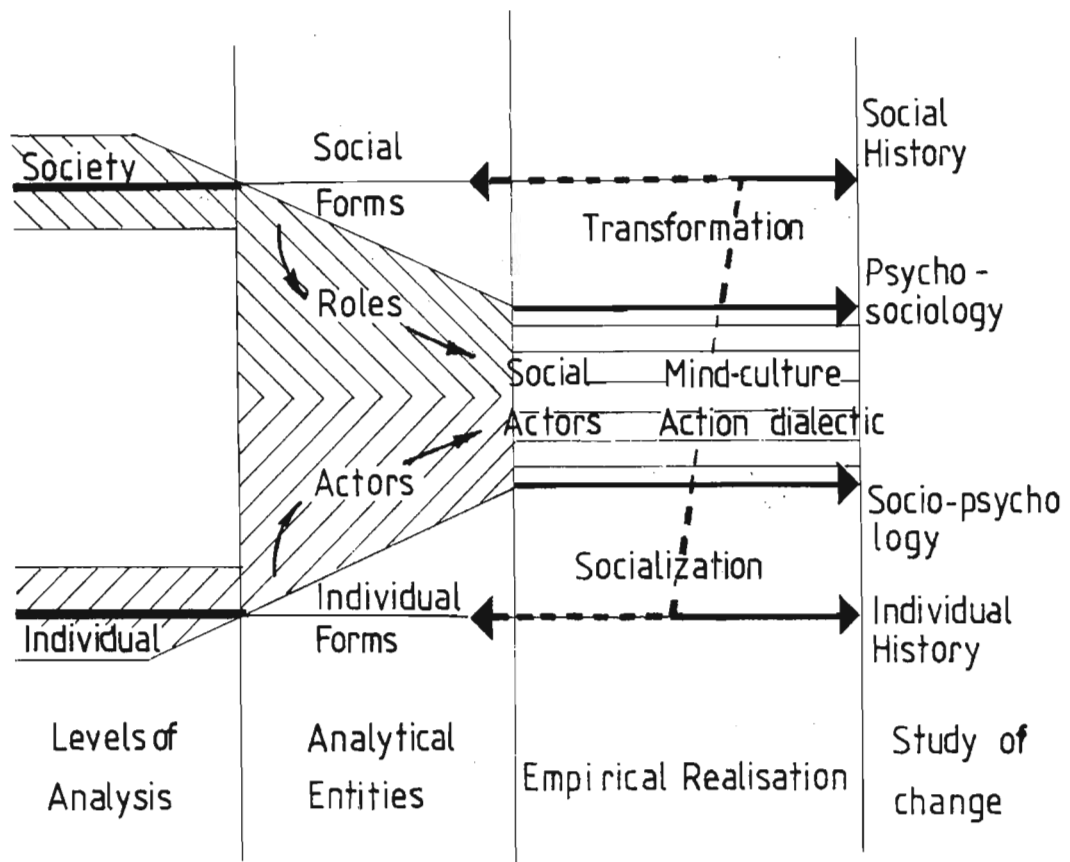 Society
Individual
Levels of
Analysis
Social
Forms
Roles
Actors
Individual
Forms
Analytical
Entities
Transformation
Social
Actors
Mind-culture
Action dialectic
Socialization
Empirical Realisation
Social
History
Psycho-
sociology
Socio-psycho
logy
Individual
History
Study of
change